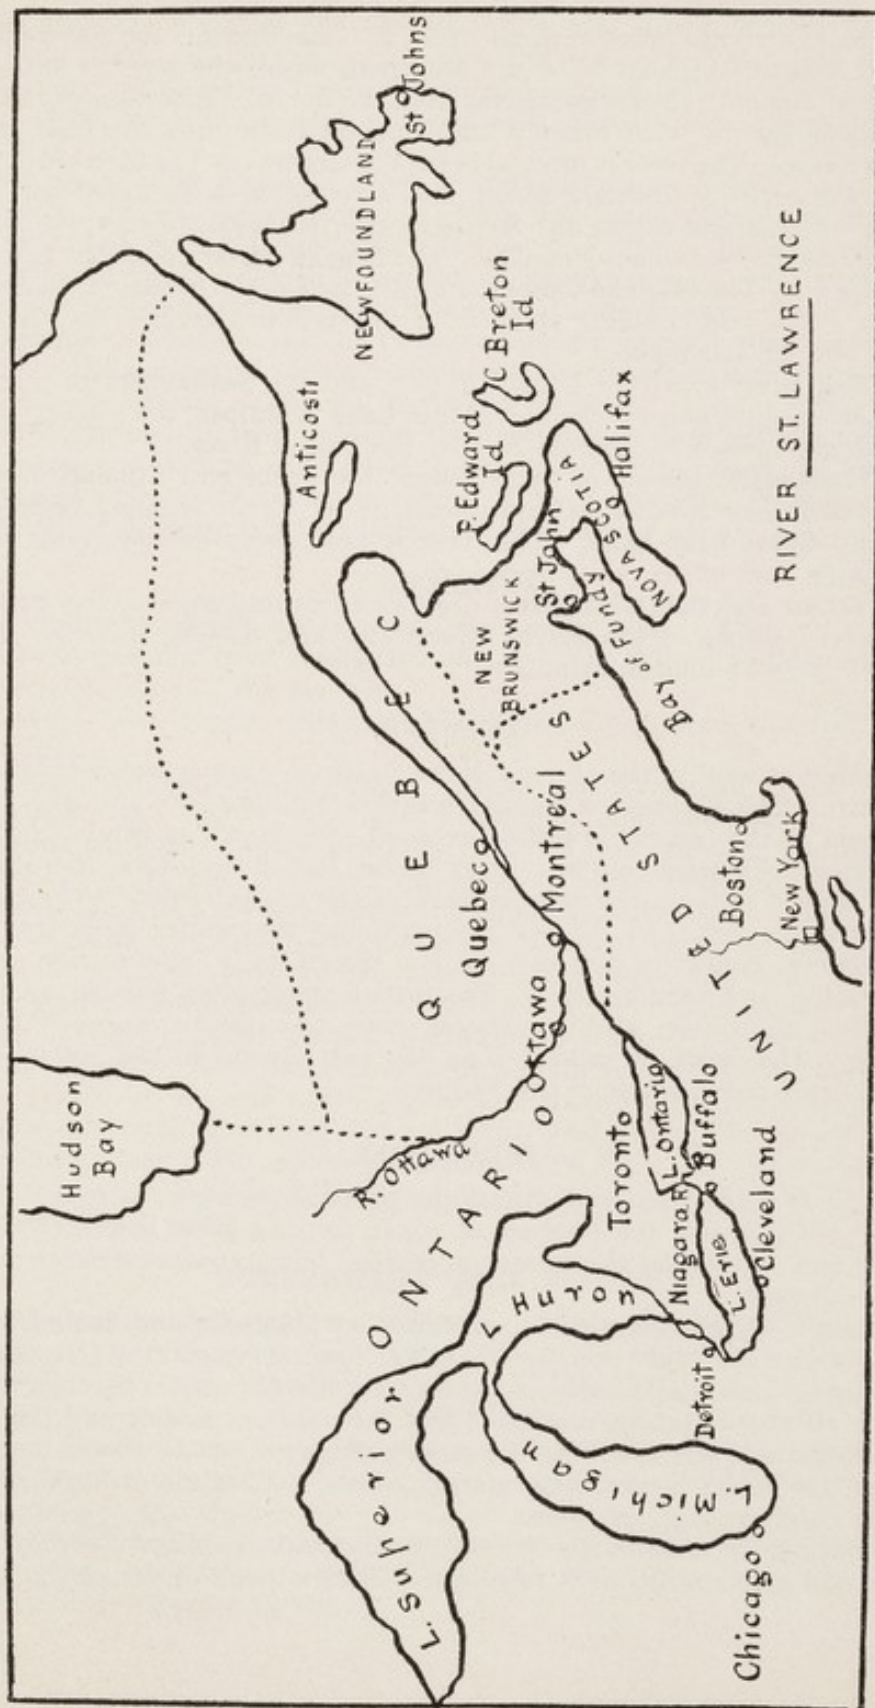 Hudson
Bay
NEWFOUNDLAND
St Johns
Anticosti
P. Edward
Id
C Breton
Id
QUEBEC
R. Ottawa
ONTARIO
L. Superior
L Huron
L. Michigan
Quebec
Ottawa
Montreal
NEW
BRUNSWICK
St John
NOVA SCOTIA
Halifax
Bay of Fundy
Toronto
L. Ontario
Niagara R
Buffalo
L. Erie
Detroit
Cleveland
Chicago
UNITED STATES
Boston
New York
RIVER ST. LAWRENCE